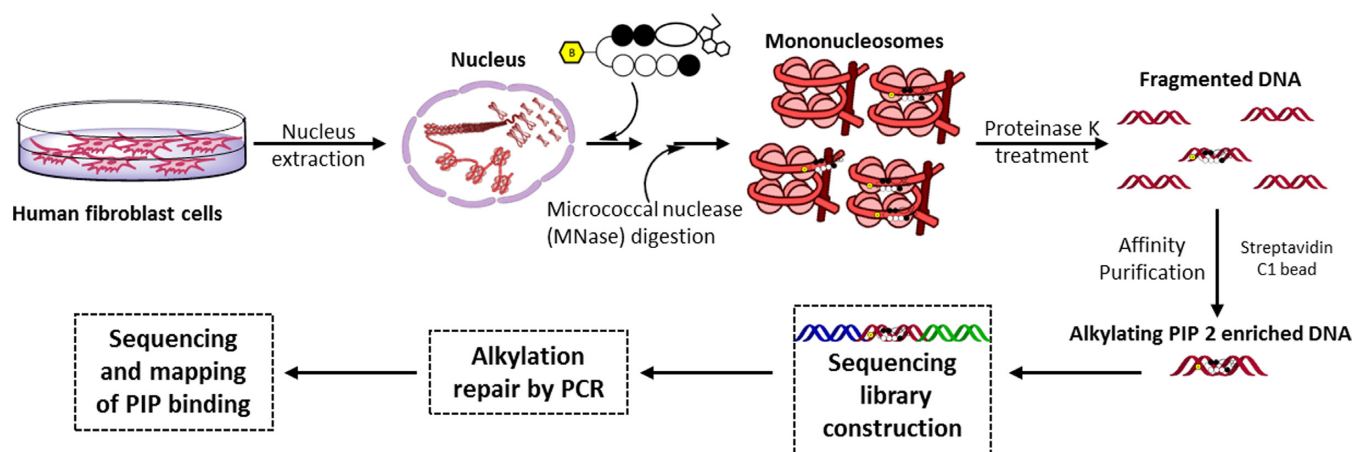 Human fibroblast cells
Nucleus
extraction
Nucleus
B
Micrococcal nuclease
(MNase) digestion
Mononucleosomes
Proteinase K
treatment
Fragmented DNA
Affinity
Purification
Streptavidin
C1 bead
Alkylating PIP 2 enriched DNA
Sequencing
library
construction
Alkylation
repair by PCR
Sequencing
and mapping
of PIP binding